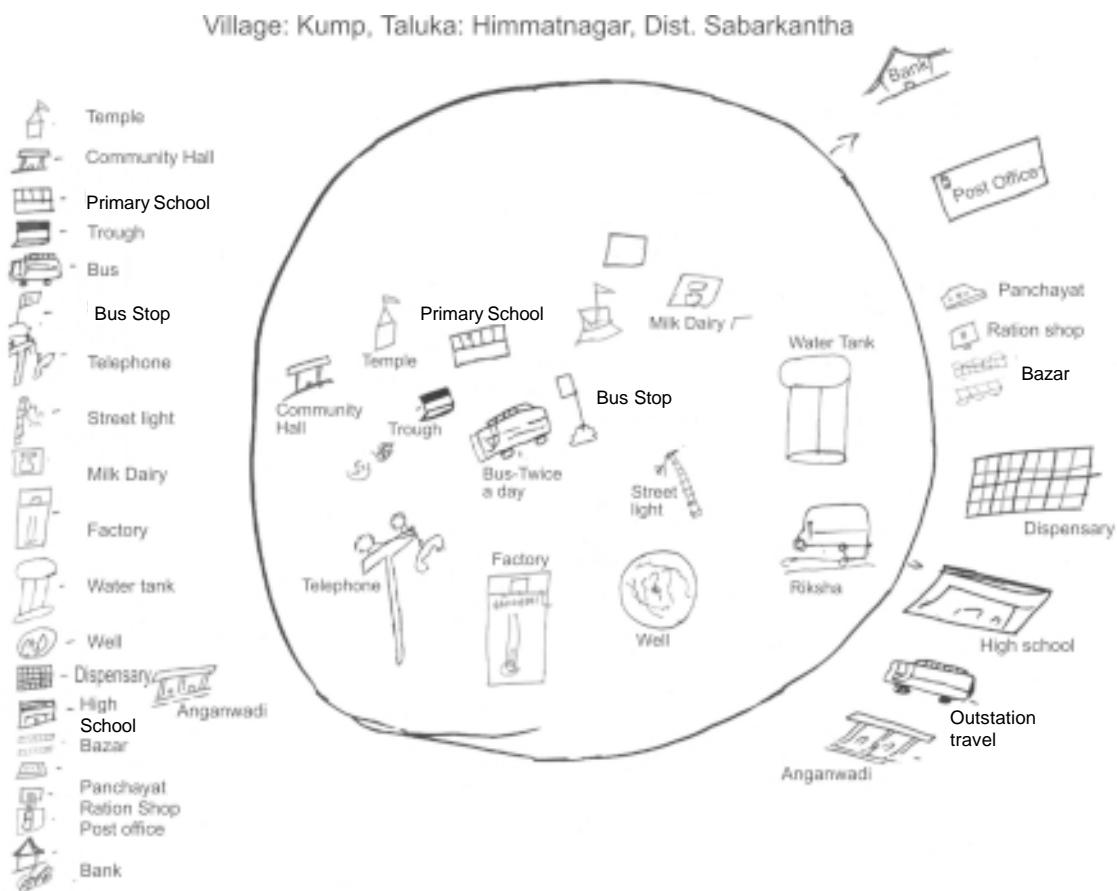 Village: Kump, Taluka: Himmatnagar, Dist. Sabarkantha
Temple
Community Hall
Primary School
Trough
Bus
Bus Stop
Telephone
Street light
Milk Dairy
Factory
Water tank
Well
Dispensary
High
School
Bazar
Panchayat
Ration Shop
Post office
Bank
Anganwadi
Temple
Primary School
Milk Dairy
Water Tank
Community
Hall
Trough
Bus Stop
Bus-Twice
a day
Street
light
Telephone
Factory
Well
Riksha
Bank
Post Office
Panchayat
Ration shop
Bazar
Dispensary
High school
Outstation
travel
Anganwadi